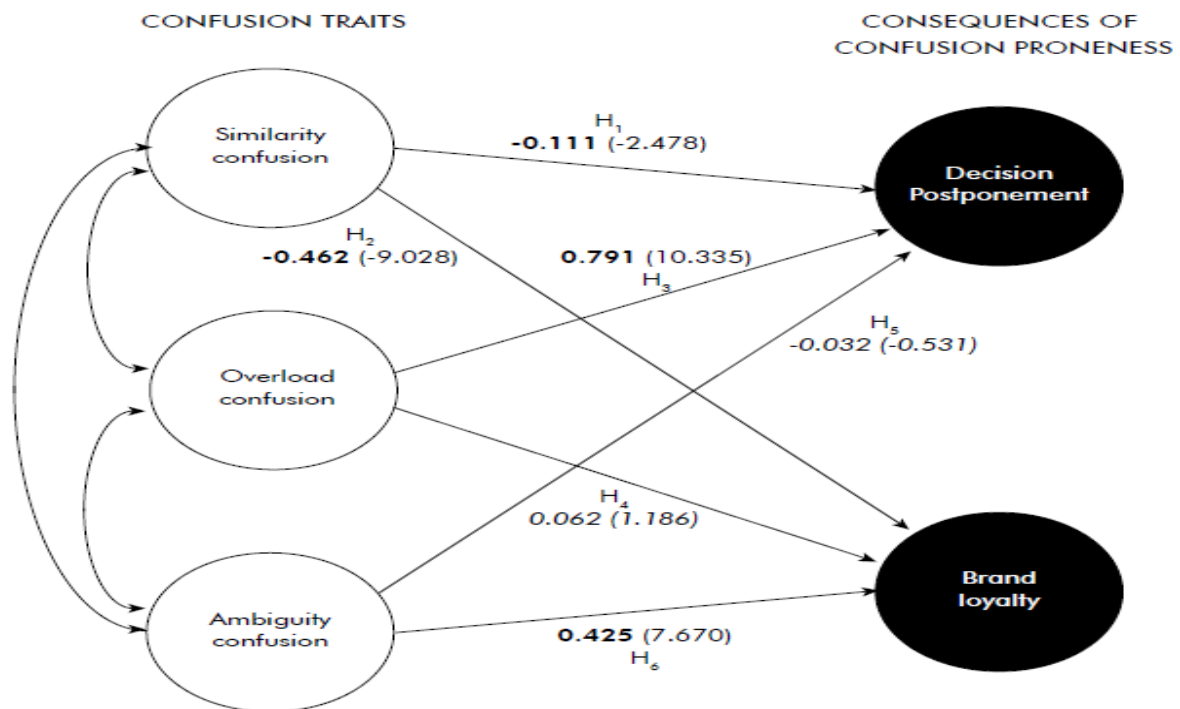 CONFUSION TRAITS
CONSEQUENCES OF
CONFUSION PRONENESS
Similarity
confusion
H₁
-0.111 (-2.478)
Decision
Postponement
H₂
-0.462 (-9.028)
0.791 (10.335)
H₃
H₅
-0.032 (-0.531)
Overload
confusion
H₄
0.062 (1.186)
Ambiguity
confusion
Brand
loyalty
0.425 (7.670)
H₆